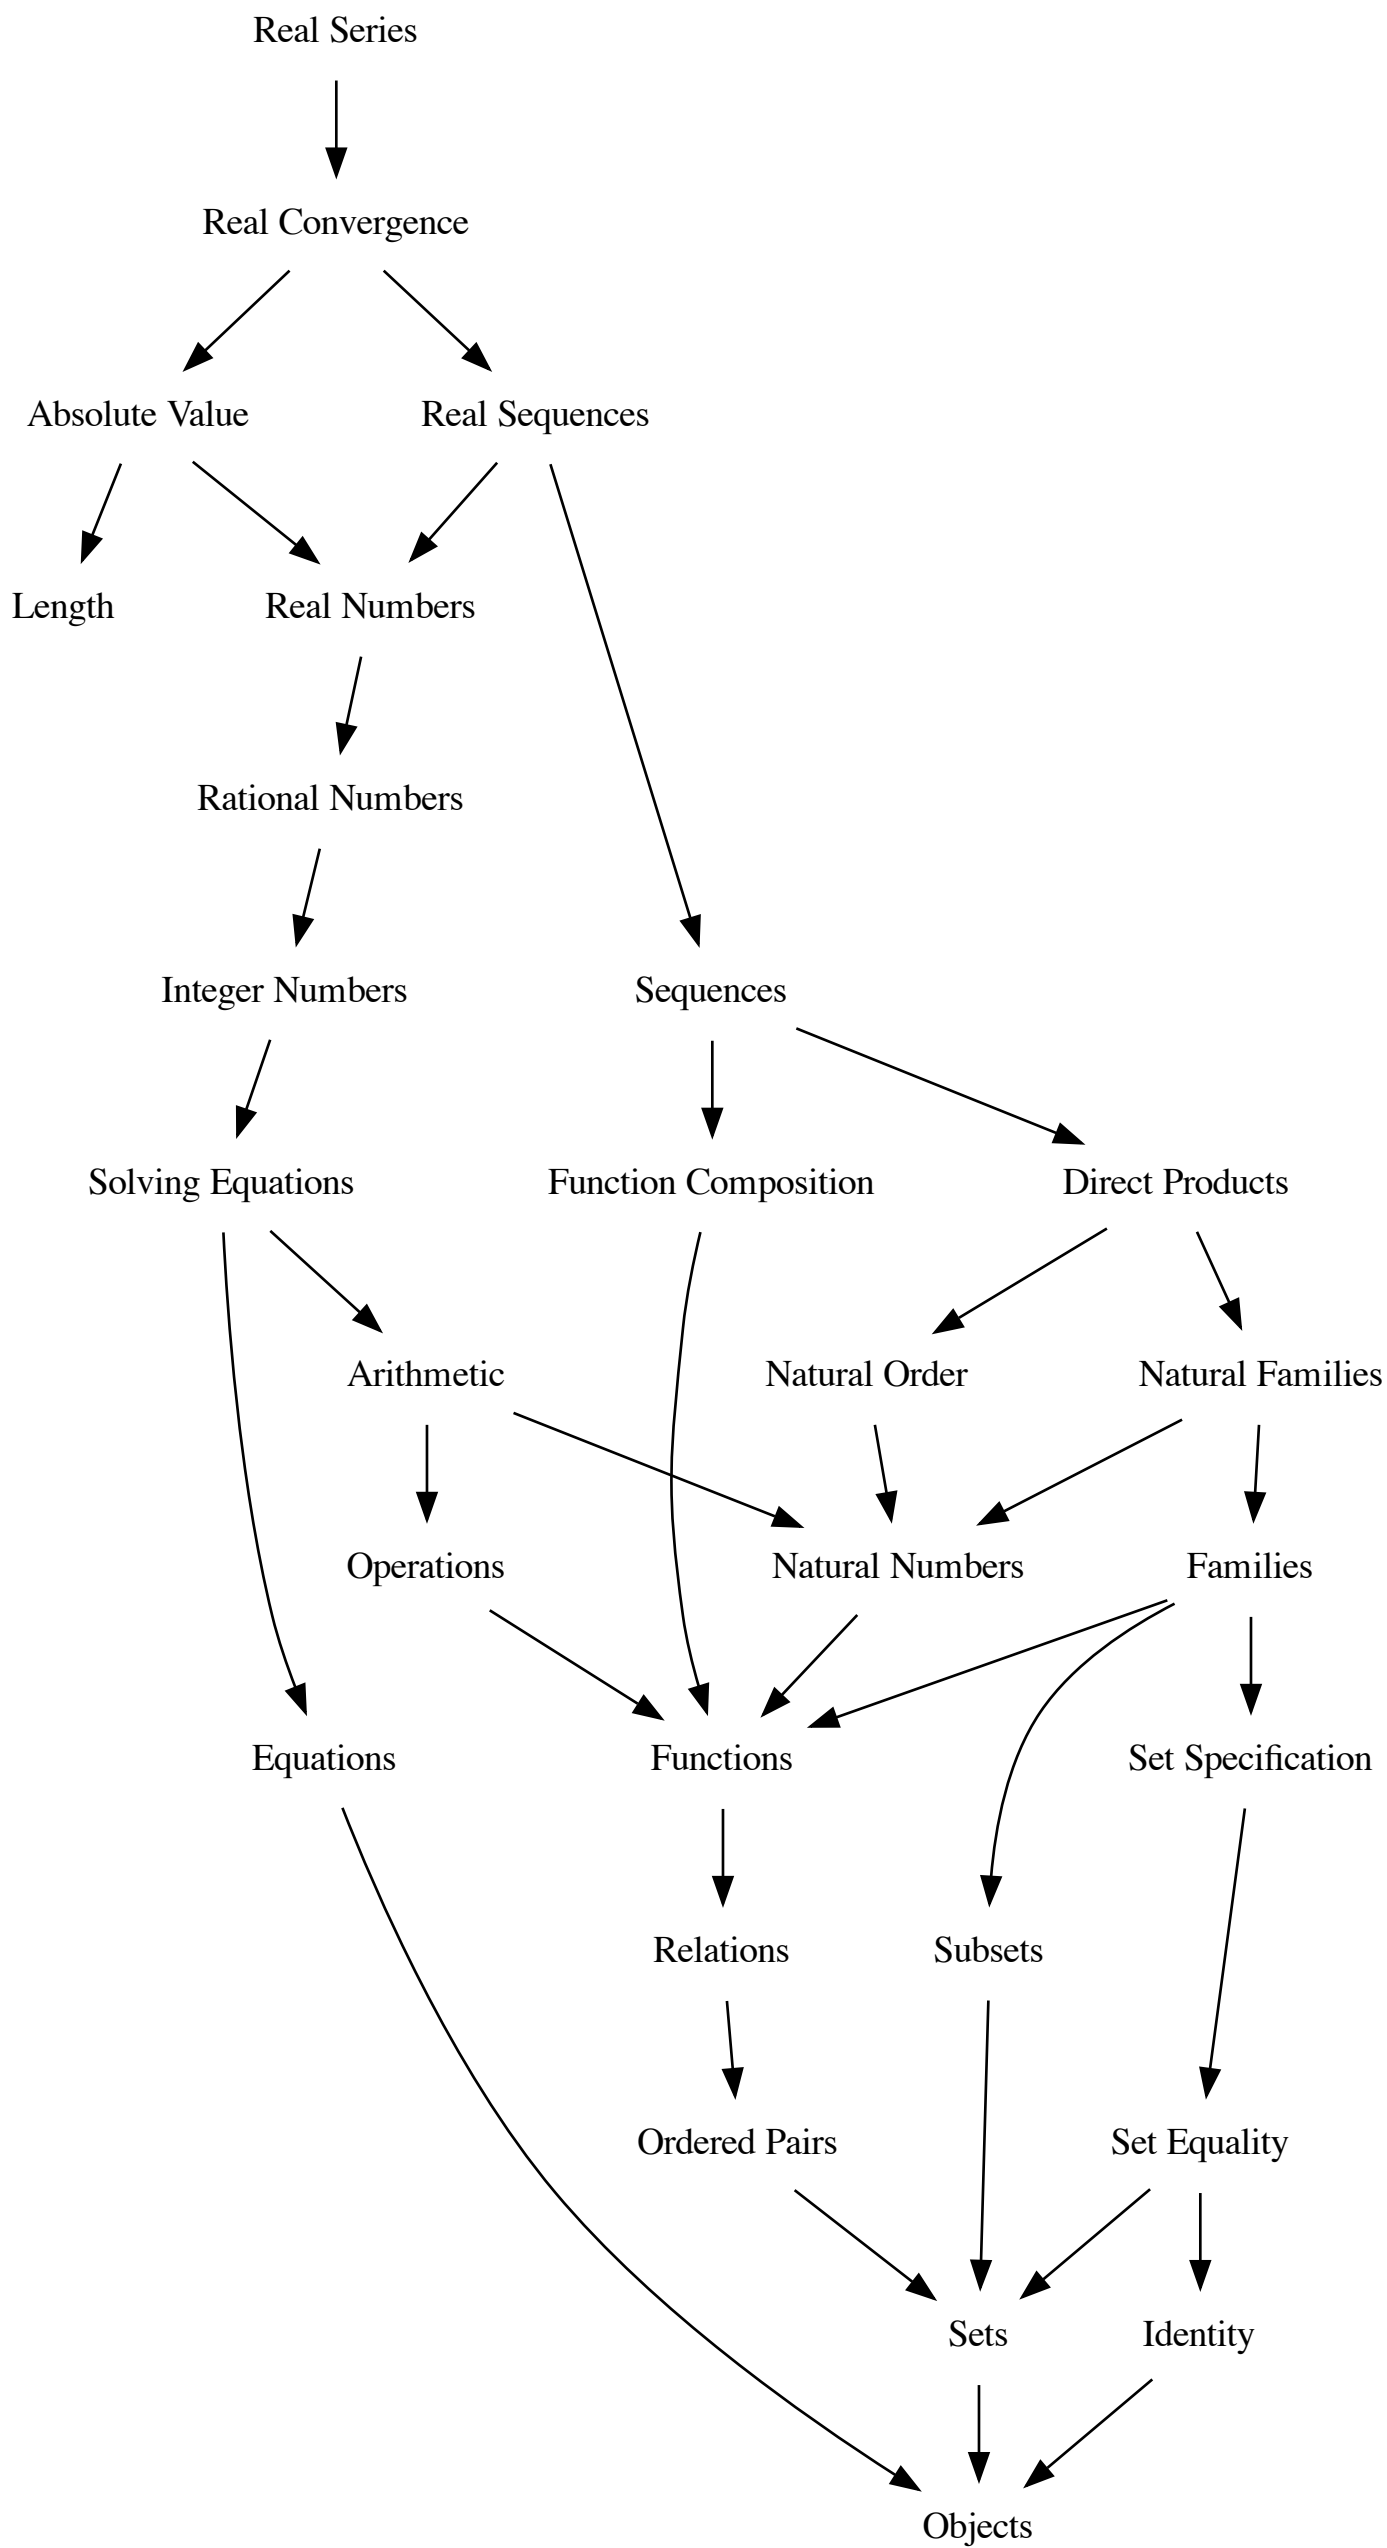 Real Series
Real Convergence
Absolute Value
Real Sequences
Length
Real Numbers
Rational Numbers
Integer Numbers
Sequences
Solving Equations
Function Composition
Direct Products
Arithmetic
Natural Order
Natural Families
Operations
Natural Numbers
Families
Equations
Functions
Set Specification
Relations
Subsets
Ordered Pairs
Set Equality
Sets
Identity
Objects